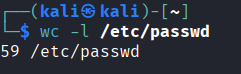 ┌──(kali㉿kali)-[~]
└─$ wc -l /etc/passwd
59 /etc/passwd